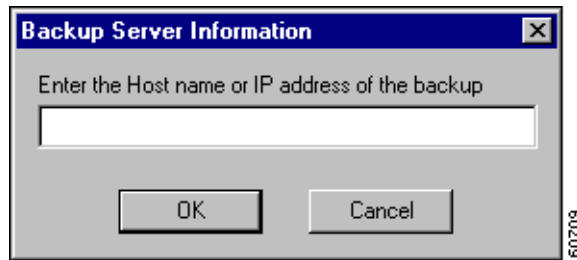 Backup Server Information
Enter the Host name or IP address of the backup
OK
Cancel
60709